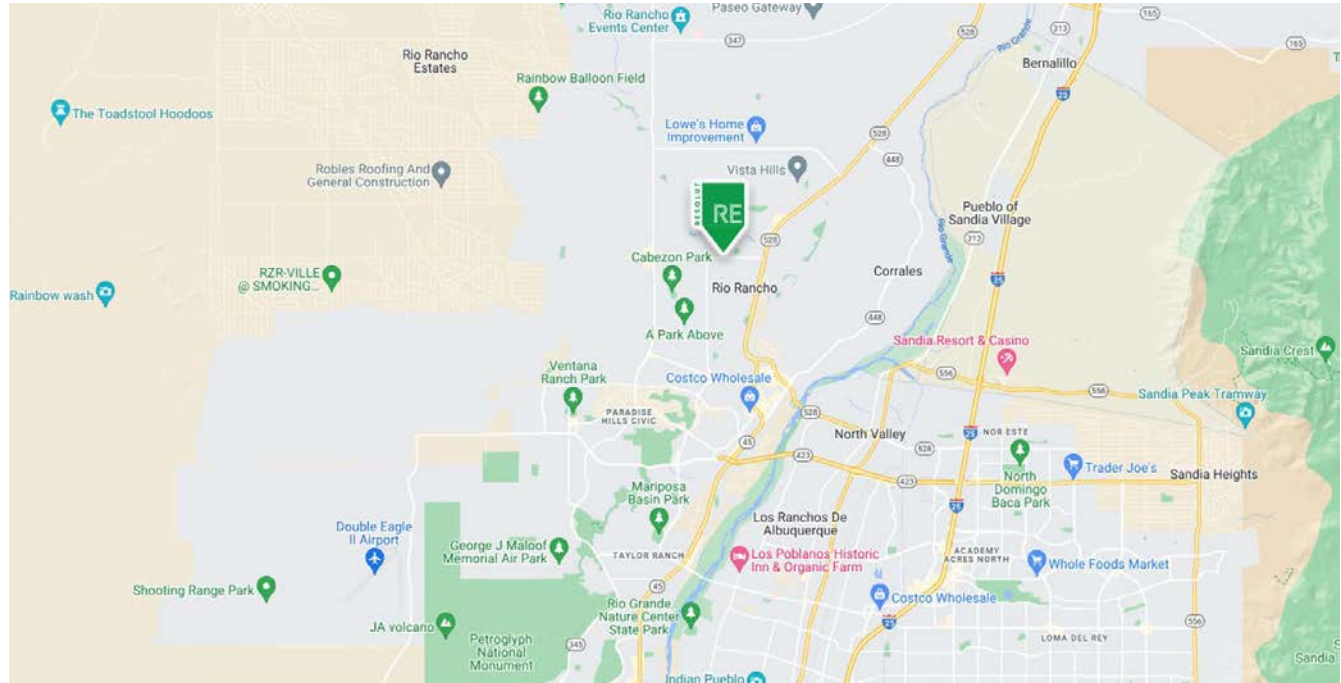 Paseo Gateway
Rio Rancho
Events Center
347
528
165
313
165
Rio Grande
Bernalillo
Rio Rancho
Estates
Rainbow Balloon Field
25
The Toadstool Hoodoos
Lowe's Home
Improvement
528
448
Robles Roofing And
General Construction
Vista Hills
RESOLUT
RE
Pueblo of
Sandia Village
528
313
Rio Grande
Cabezon Park
Corrales
25
RZR-VILLE
@ SMOKING...
Rio Rancho
Rainbow wash
A Park Above
448
Sandia Resort & Casino
Sandia Crest
Ventana
Ranch Park
Costco Wholesale
556
556
Sandia Peak Tramway
PARADISE
HILLS CIVIC
528
North Valley
25
NOR ESTE
45
528
423
Trader Joe's
North
Domingo
Baca Park
Sandia Heights
423
Mariposa
Basin Park
25
Los Ranchos De
Albuquerque
Double Eagle
II Airport
George J Maloof
Memorial Air Park
TAYLOR RANCH
Los Poblanos Historic
Inn & Organic Farm
ACADEMY
ACRES NORTH
Whole Foods Market
Shooting Range Park
45
Costco Wholesale
Rio Grande
Nature Center
State Park
JA volcano
556
Petroglyph
National
Monument
345
25
LOMA DEL REY
Sandia
Indian Pueblo